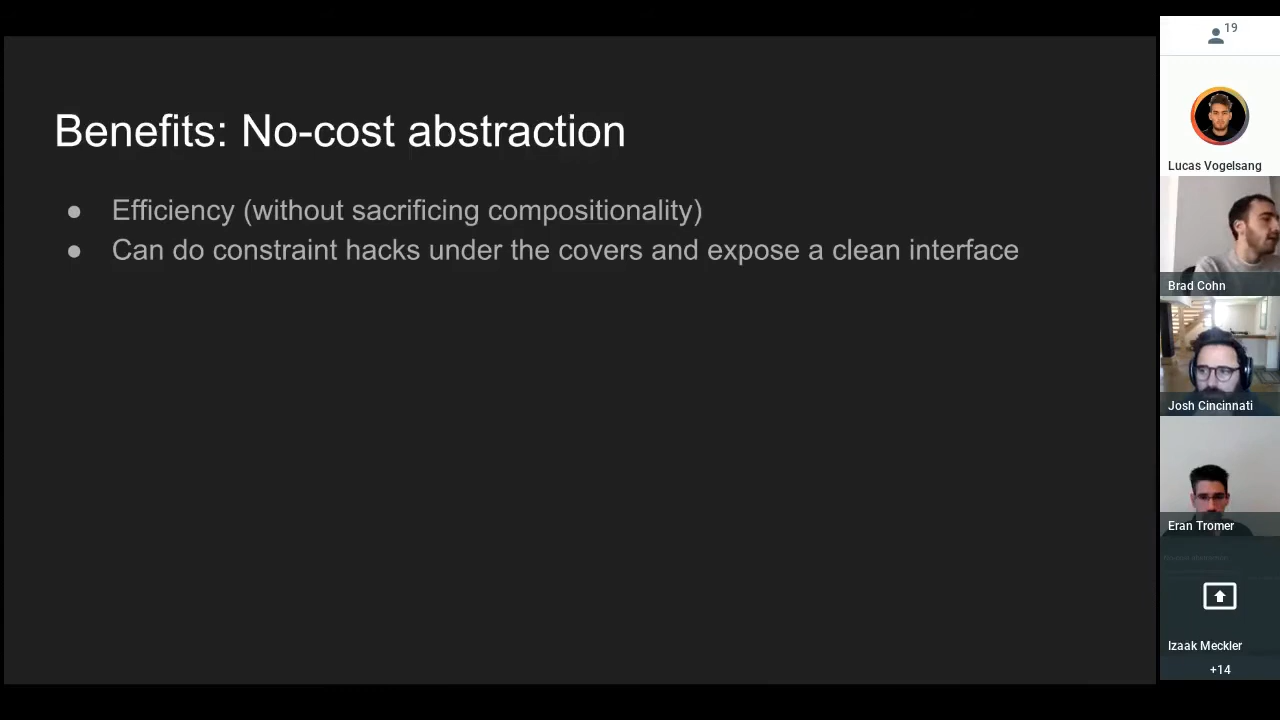 Benefits: No-cost abstraction
● Efficiency (without sacrificing compositionality)
● Can do constraint hacks under the covers and expose a clean interface
19
Lucas Vogelsang
Brad Cohn
Josh Cincinnati
Eran Tromer
Izaak Meckler
+14